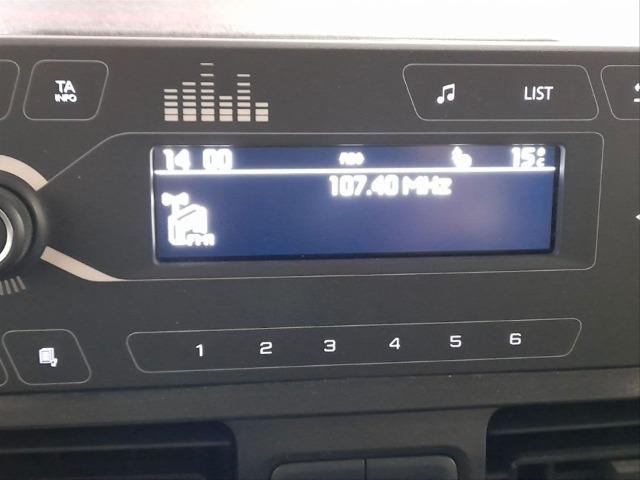 TA
INFO
LIST
14 00 15°C
107.40 MHz
FM
1 2 3 4 5 6